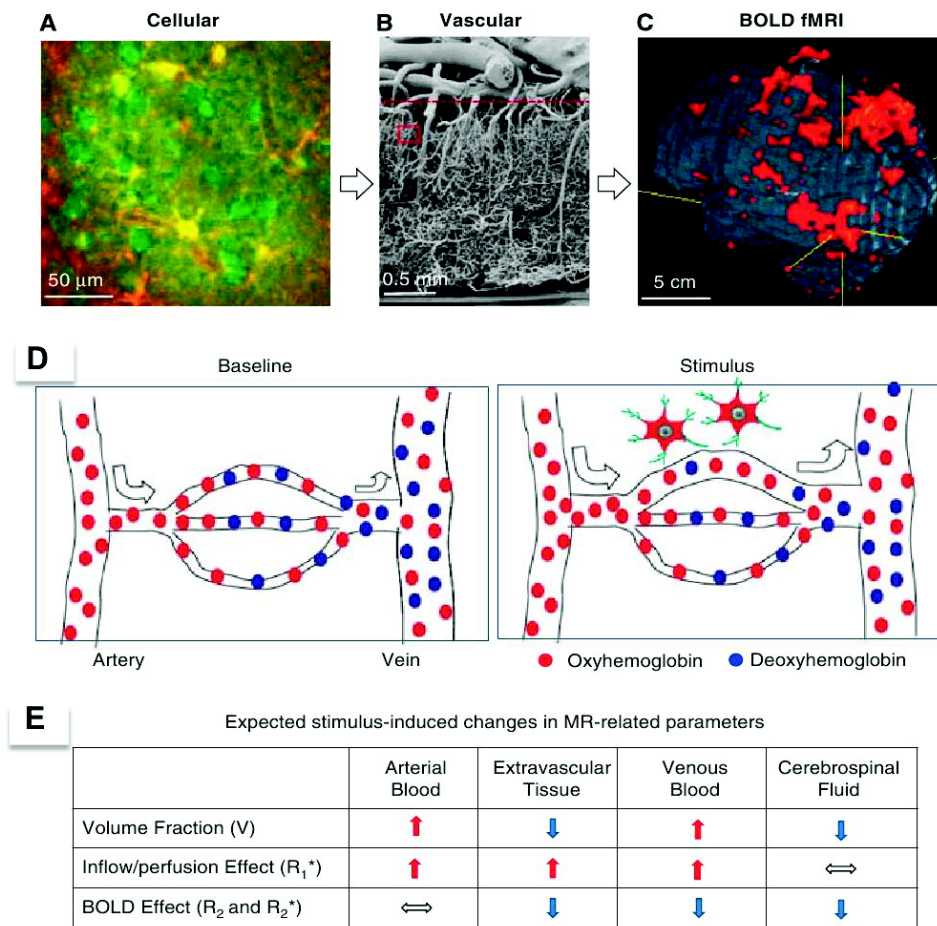 A Cellular
B Vascular
C BOLD fMRI
50 μm
0.5 mm
5 cm
D
Baseline
Stimulus
Artery
Vein
Oxyhemoglobin
Deoxyhemoglobin
E
Expected stimulus-induced changes in MR-related parameters
Arterial Blood
Extravascular Tissue
Venous Blood
Cerebrospinal Fluid
Volume Fraction (V)
Inflow/perfusion Effect (R₁*)
BOLD Effect (R₂ and R₂*)